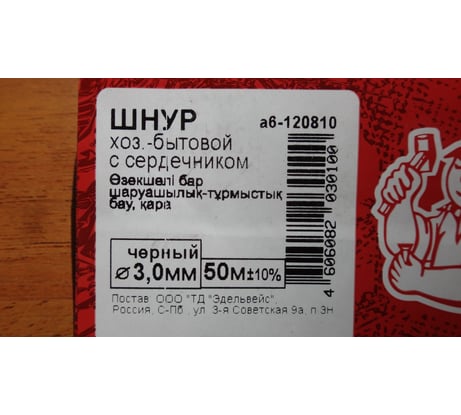 ШНУР
а6-120810
хоз.-бытовой
с сердечником
Өзекшелі бар
шаруашылық-тұрмыстық
бау, қара
черный
⌀3,0мм 50м±10%
4 606082 030100
Постав. ООО "ТД "Эдельвейс".
Россия, С-Пб., ул. 3-я Советская 9а, п.3Н